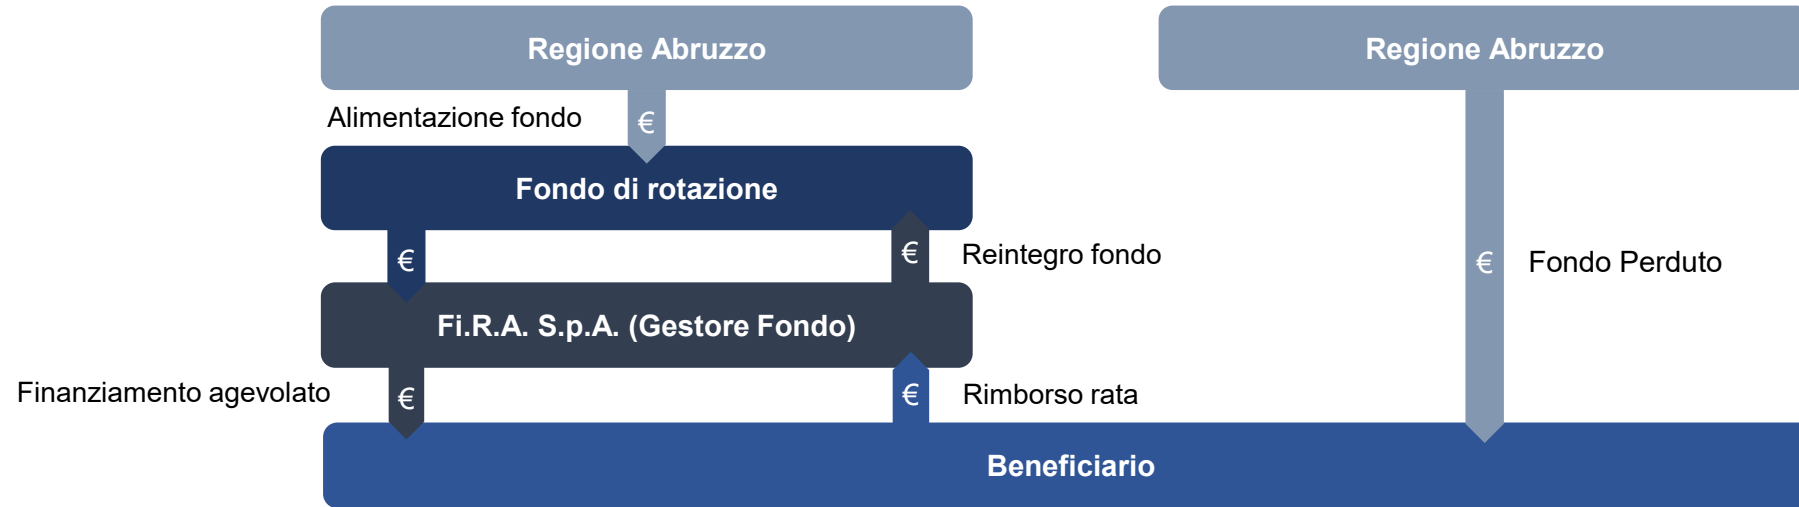 Regione Abruzzo
Regione Abruzzo
Alimentazione fondo
€
Fondo di rotazione
€
€
Reintegro fondo
€
Fondo Perduto
Fi.R.A. S.p.A. (Gestore Fondo)
Finanziamento agevolato
€
€
Rimborso rata
Beneficiario